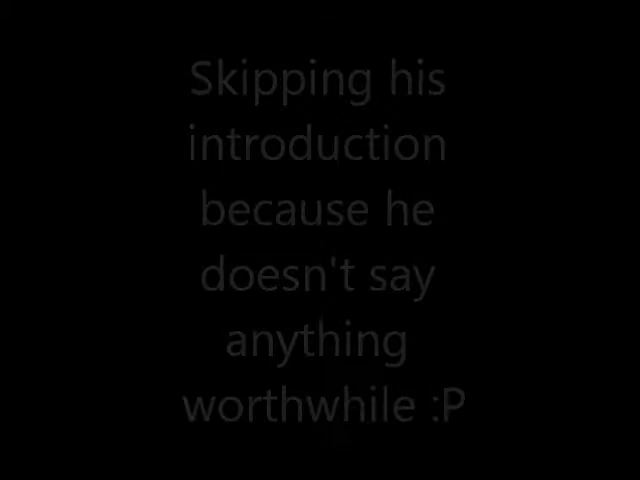 Skipping his
introduction
because he
doesn't say
anything
worthwhile :P